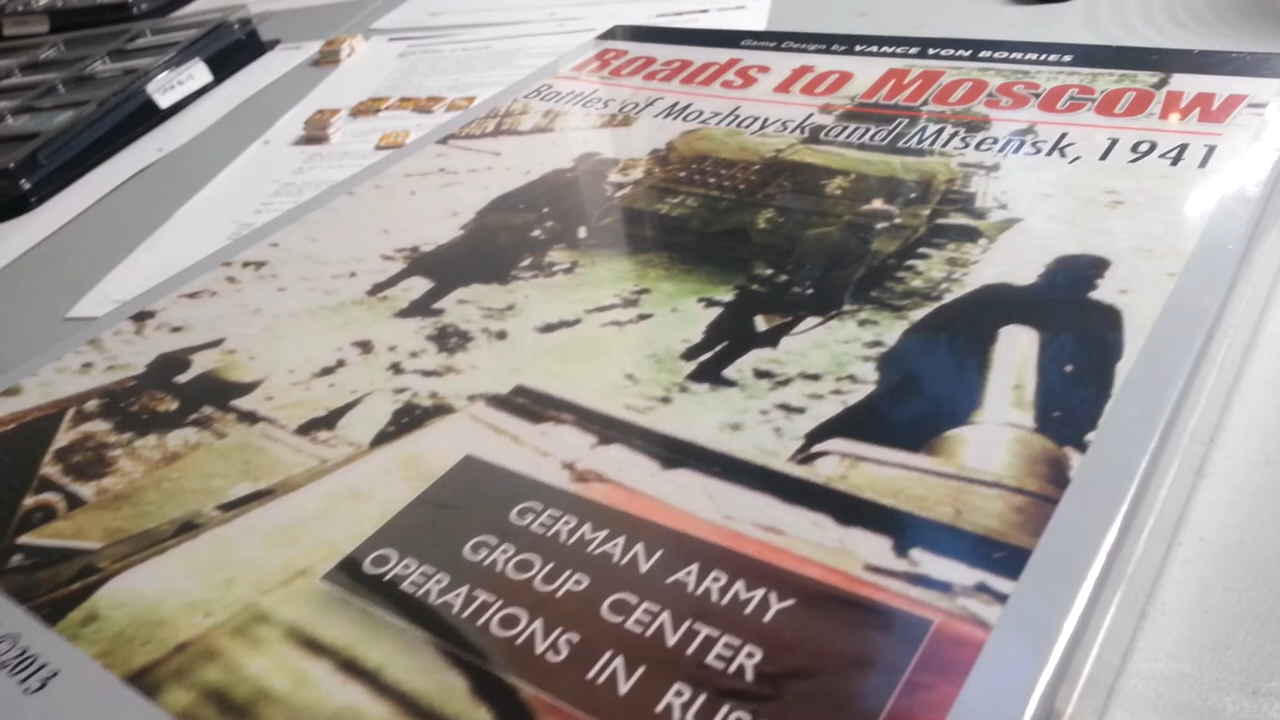 Game Design by VANCE VON BORRIES
Roads to Moscow
Battles of Mozhaysk and Mtsensk, 1941
GERMAN ARMY
GROUP CENTER
OPERATIONS IN
©2013